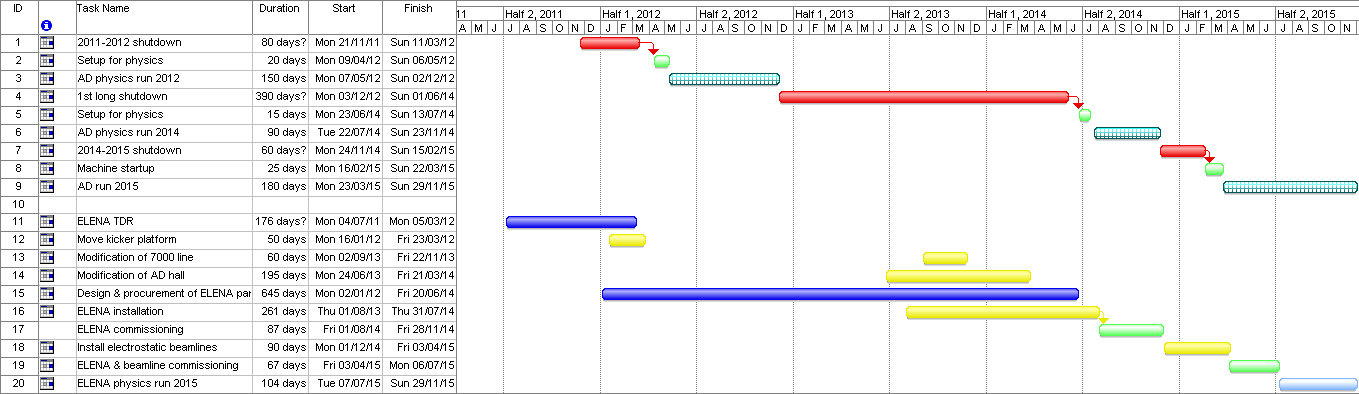 ID Task Name Duration Start Finish 11 Half 2, 2011 Half 1, 2012 Half 2, 2012 Half 1, 2013 Half 2, 2013 Half 1, 2014 Half 2, 2014 Half 1, 2015 Half 2, 2015
A M J J A S O N D J F M A M J J A S O N D J F M A M J J A S O N D J F M A M J J A S O N D J F M A M J J A S O N
1 2011-2012 shutdown 80 days? Mon 21/11/11 Sun 11/03/12
2 Setup for physics 20 days Mon 09/04/12 Sun 06/05/12
3 AD physics run 2012 150 days Mon 07/05/12 Sun 02/12/12
4 1st long shutdown 390 days? Mon 03/12/12 Sun 01/06/14
5 Setup for physics 15 days Mon 23/06/14 Sun 13/07/14
6 AD physics run 2014 90 days Tue 22/07/14 Sun 23/11/14
7 2014-2015 shutdown 60 days? Mon 24/11/14 Sun 15/02/15
8 Machine startup 25 days Mon 16/02/15 Sun 22/03/15
9 AD run 2015 180 days Mon 23/03/15 Sun 29/11/15
10
11 ELENA TDR 176 days? Mon 04/07/11 Mon 05/03/12
12 Move kicker platform 50 days Mon 16/01/12 Fri 23/03/12
13 Modification of 7000 line 60 days Mon 02/09/13 Fri 22/11/13
14 Modification of AD hall 195 days Mon 24/06/13 Fri 21/03/14
15 Design & procurement of ELENA par 645 days Mon 02/01/12 Fri 20/06/14
16 ELENA installation 261 days Thu 01/08/13 Thu 31/07/14
17 ELENA commissioning 87 days Fri 01/08/14 Fri 28/11/14
18 Install electrostatic beamlines 90 days Mon 01/12/14 Fri 03/04/15
19 ELENA & beamline commissioning 67 days Fri 03/04/15 Mon 06/07/15
20 ELENA physics run 2015 104 days Tue 07/07/15 Sun 29/11/15